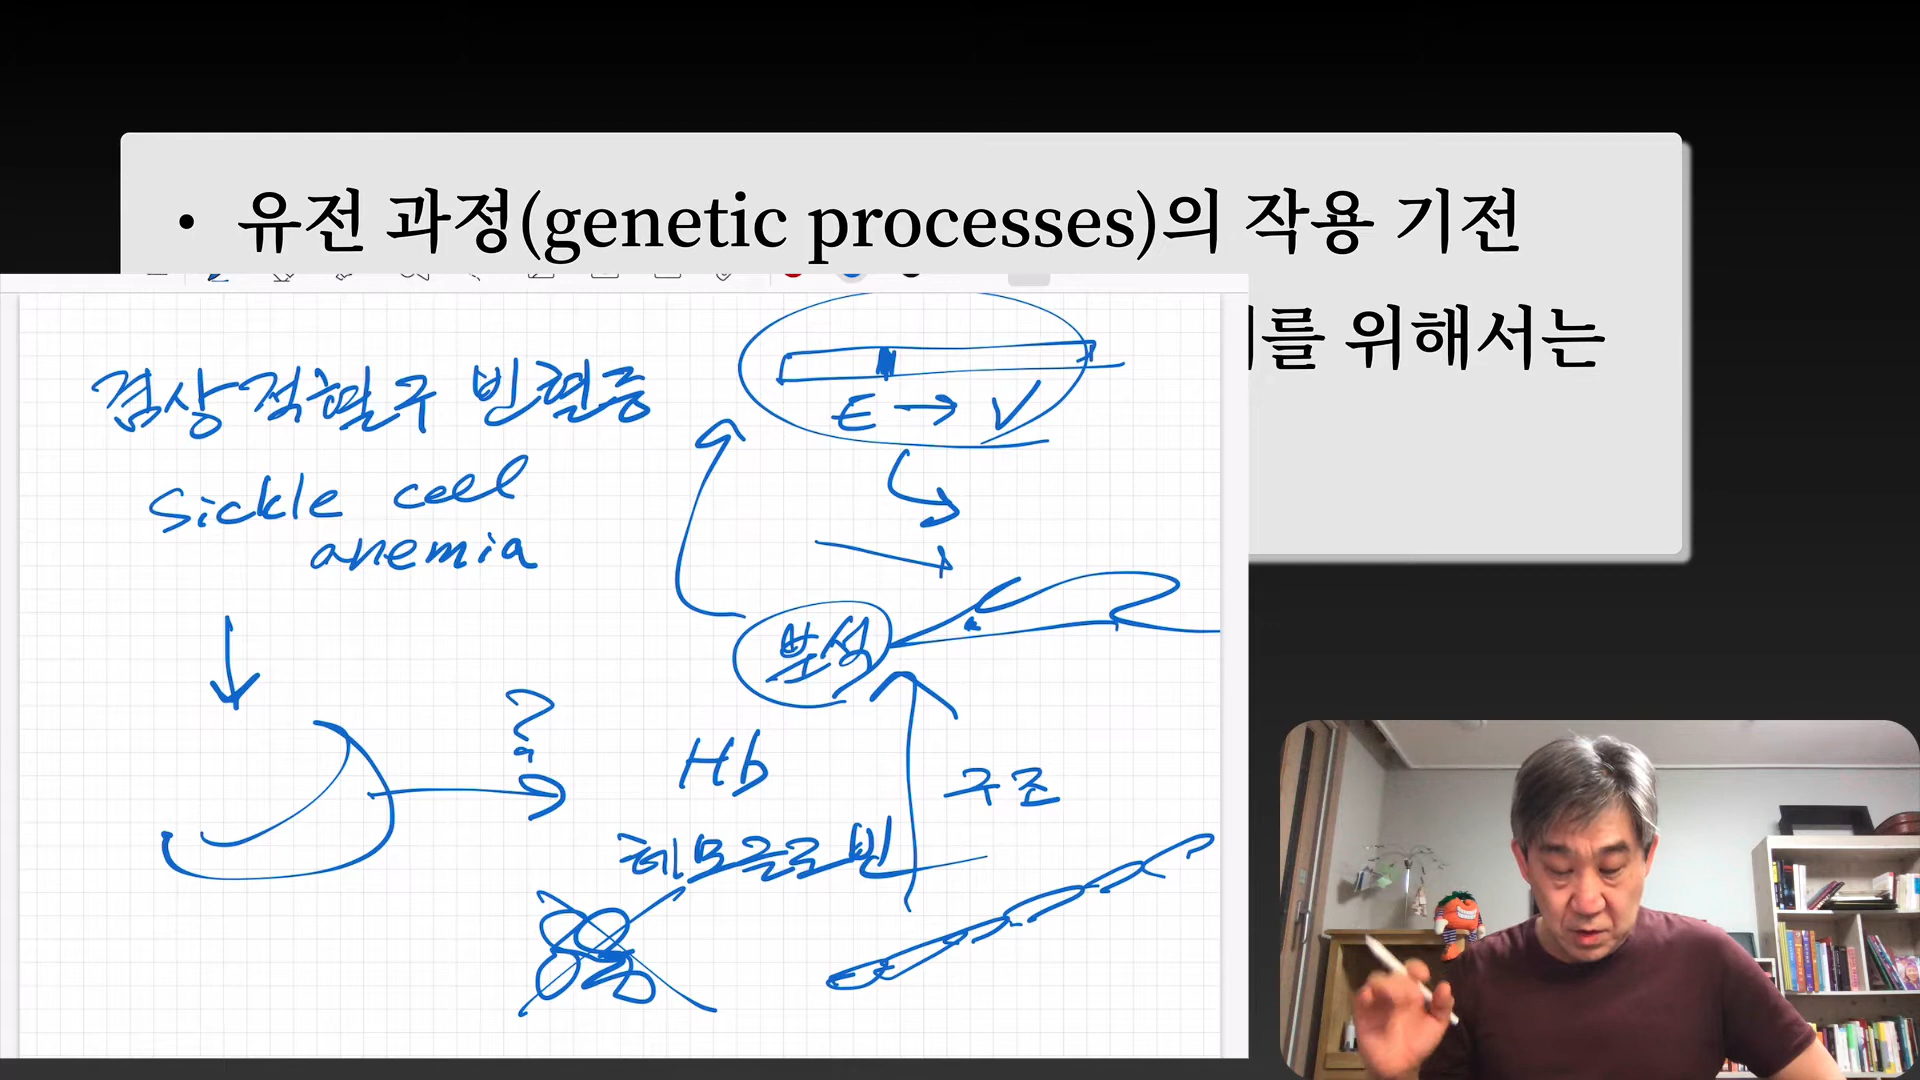 • 유전 과정(genetic processes)의 작용 기전
를 위해서는
겸상 적혈구 빈혈증
Sickle cell
anemia
E → V
분석
?
Hb
구조
헤모글로빈